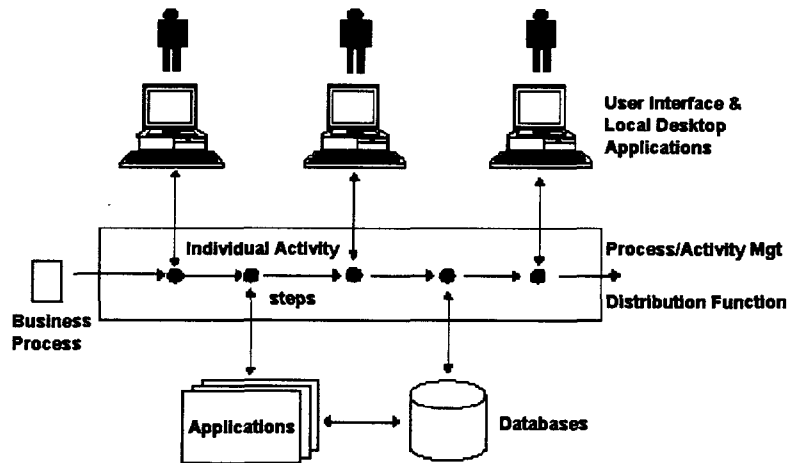 User Interface &
Local Desktop
Applications
Individual Activity
steps
Process/Activity Mgt
Distribution Function
Business
Process
Applications
Databases